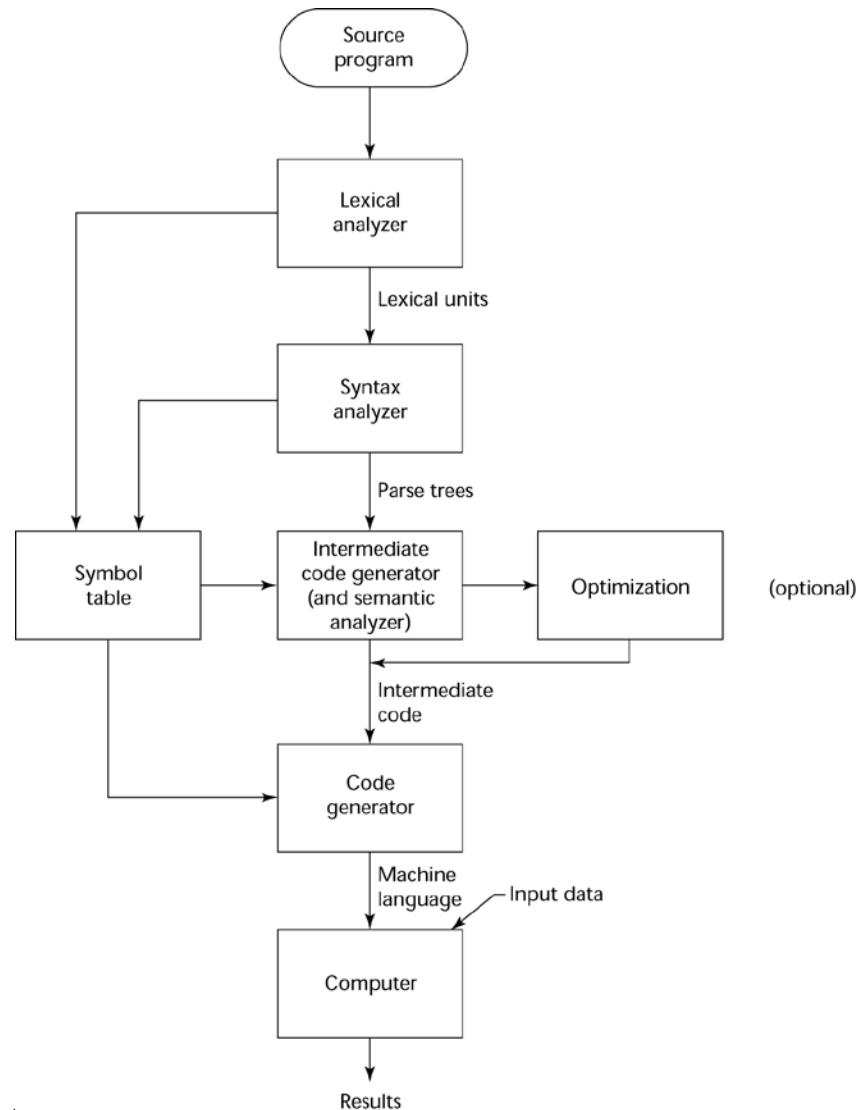 Source
program
Lexical
analyzer
Lexical units
Syntax
analyzer
Parse trees
Symbol
table
Intermediate
code generator
(and semantic
analyzer)
Optimization
(optional)
Intermediate
code
Code
generator
Machine
language
Input data
Computer
Results